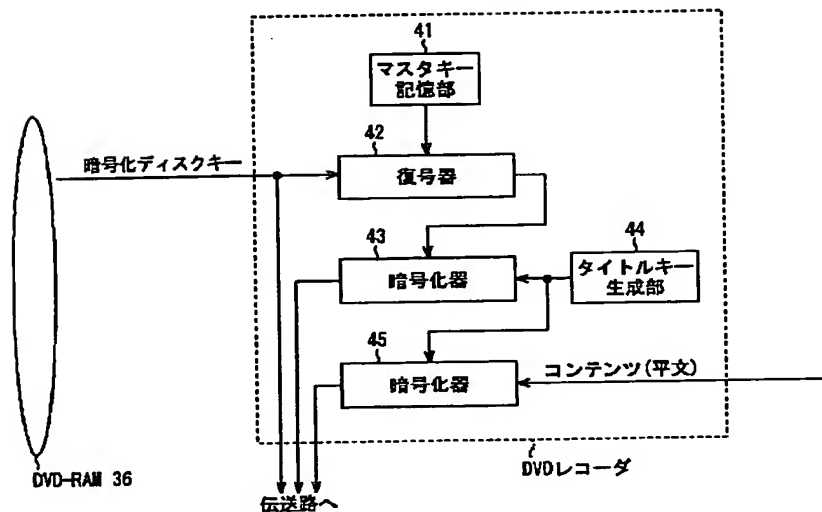 41
マスタキー
記憶部
42
暗号化ディスクキー
復号器
43
44
暗号化器
タイトルキー
生成部
45
コンテンツ(平文)
暗号化器
DVD-RAM 36
DVDレコーダ
伝送路へ